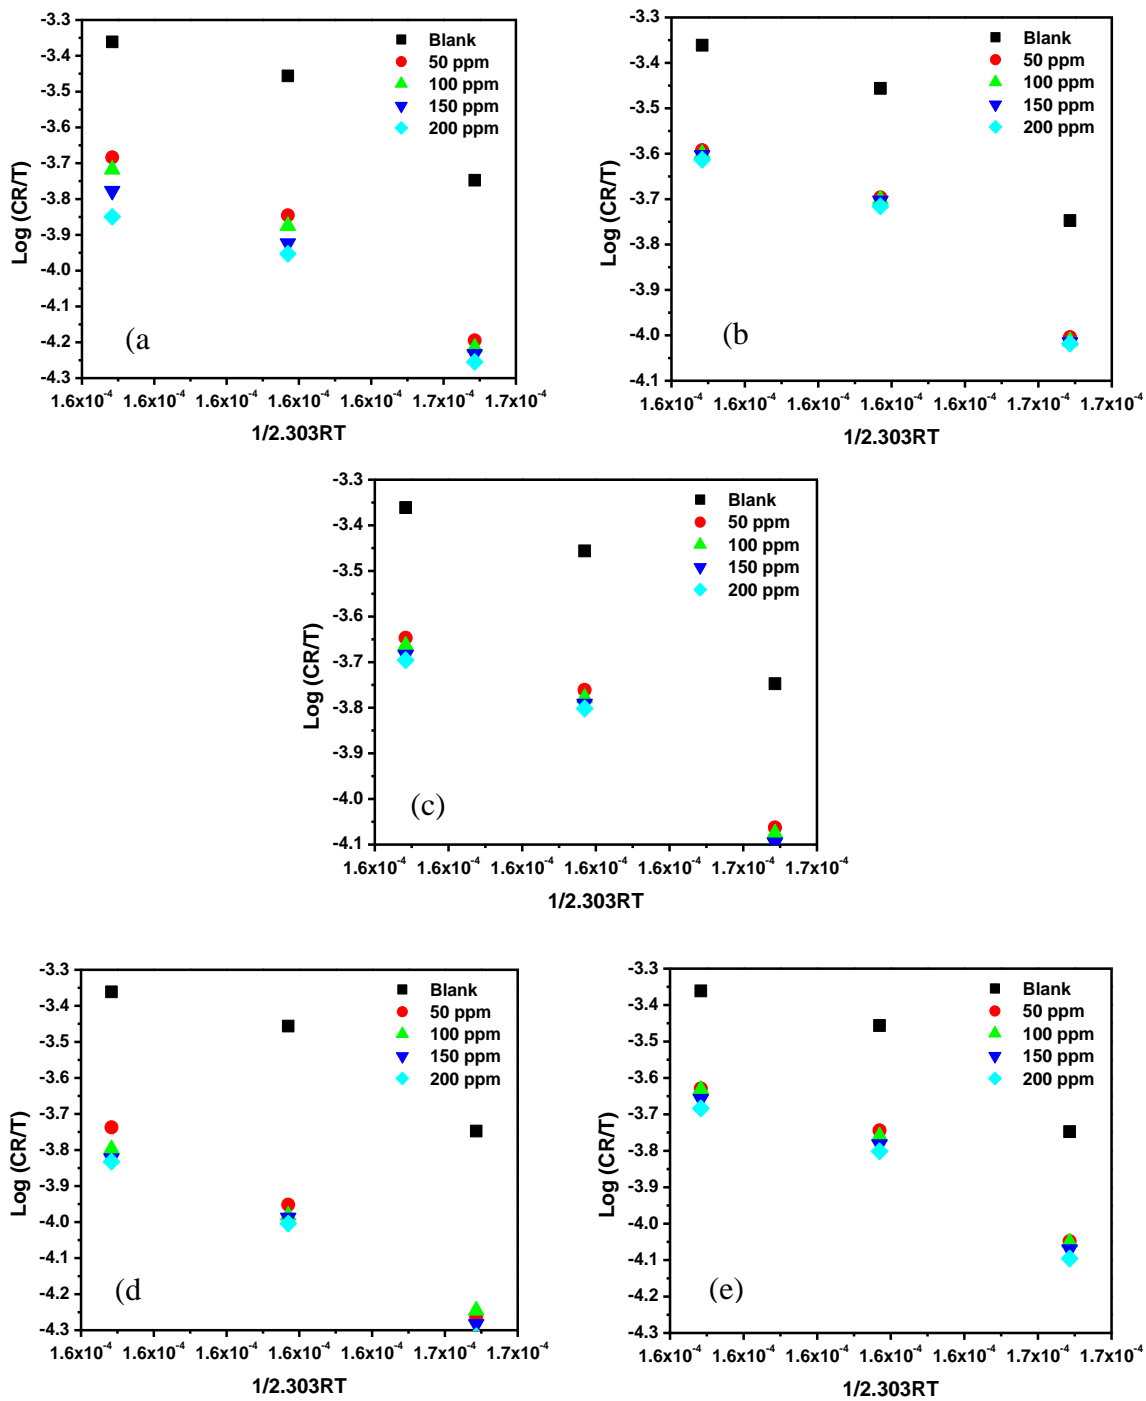 -3.3
-3.4
-3.5
-3.6
-3.7
-3.8
-3.9
-4.0
-4.1
-4.2
-4.3
Log (CR/T)
Blank
50 ppm
100 ppm
150 ppm
200 ppm
(a
1.6x10⁻⁴ 1.6x10⁻⁴ 1.6x10⁻⁴ 1.6x10⁻⁴ 1.6x10⁻⁴ 1.7x10⁻⁴ 1.7x10⁻⁴
1/2.303RT
-3.3
-3.4
-3.5
-3.6
-3.7
-3.8
-3.9
-4.0
-4.1
Log (CR/T)
Blank
50 ppm
100 ppm
150 ppm
200 ppm
(b
1.6x10⁻⁴ 1.6x10⁻⁴ 1.6x10⁻⁴ 1.6x10⁻⁴ 1.6x10⁻⁴ 1.7x10⁻⁴ 1.7x10⁻⁴
1/2.303RT
-3.3
-3.4
-3.5
-3.6
-3.7
-3.8
-3.9
-4.0
-4.1
Log (CR/T)
Blank
50 ppm
100 ppm
150 ppm
200 ppm
(c)
1.6x10⁻⁴ 1.6x10⁻⁴ 1.6x10⁻⁴ 1.6x10⁻⁴ 1.6x10⁻⁴ 1.7x10⁻⁴ 1.7x10⁻⁴
1/2.303RT
-3.3
-3.4
-3.5
-3.6
-3.7
-3.8
-3.9
-4.0
-4.1
-4.2
-4.3
Log (CR/T)
Blank
50 ppm
100 ppm
150 ppm
200 ppm
(d
1.6x10⁻⁴ 1.6x10⁻⁴ 1.6x10⁻⁴ 1.6x10⁻⁴ 1.6x10⁻⁴ 1.7x10⁻⁴ 1.7x10⁻⁴
1/2.303RT
-3.3
-3.4
-3.5
-3.6
-3.7
-3.8
-3.9
-4.0
-4.1
-4.2
-4.3
Log (CR/T)
Blank
50 ppm
100 ppm
150 ppm
200 ppm
(e)
1.6x10⁻⁴ 1.6x10⁻⁴ 1.6x10⁻⁴ 1.6x10⁻⁴ 1.6x10⁻⁴ 1.7x10⁻⁴ 1.7x10⁻⁴
1/2.303RT